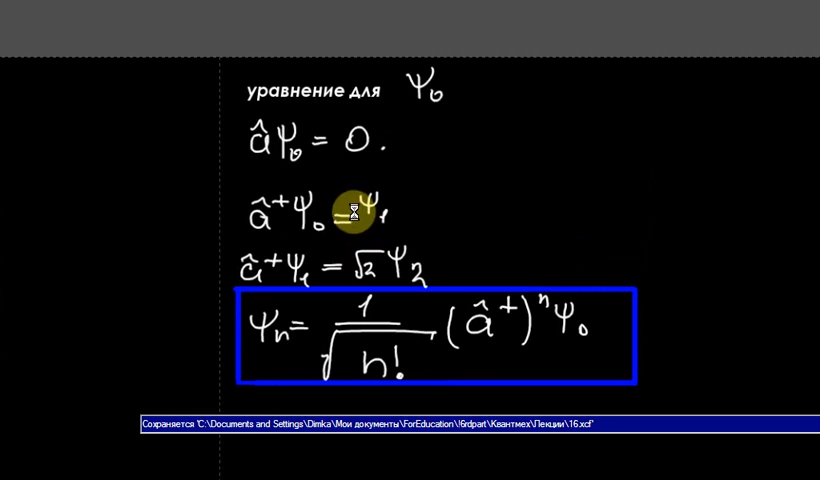 уравнение для Ψ₀
âΨ₀ = 0.
â⁺Ψ₀ = Ψ₁
â⁺Ψ₁ = √2 Ψ₂
Ψn = 1/√n! (â⁺)ⁿ Ψ₀
Сохраняется 'C:\Documents and Settings\Dimka\Мои документы\ForEducation\!6rdpart\Квантмех\Лекции\16.xcf'